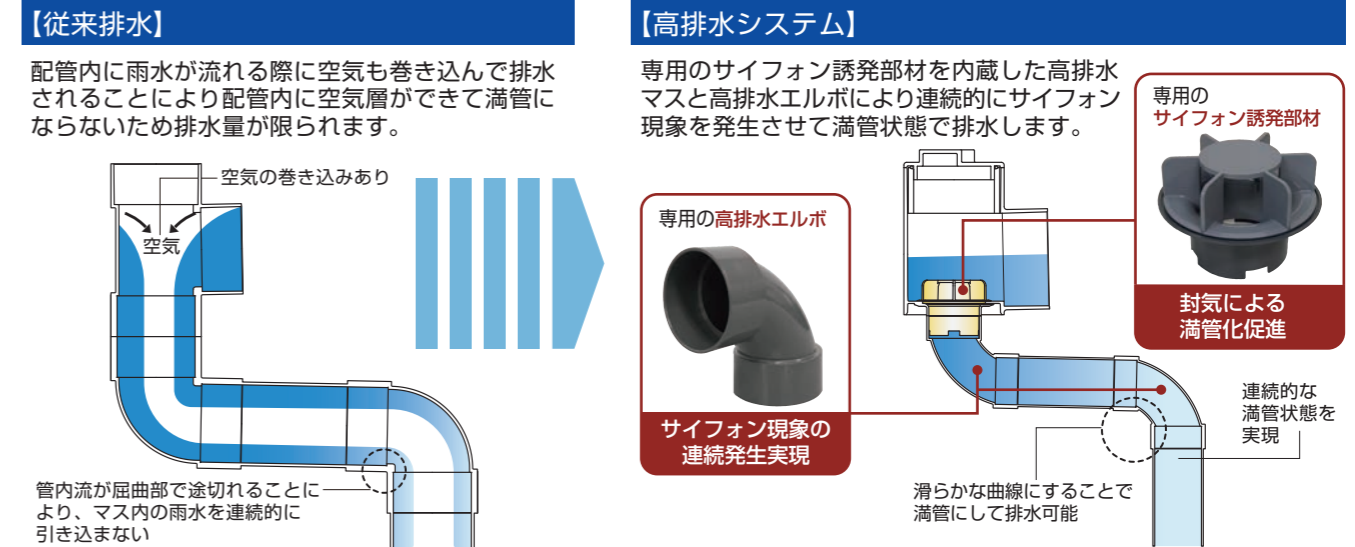 【従来排水】
配管内に雨水が流れる際に空気も巻き込んで排水
されることにより配管内に空気層ができて満管に
ならないため排水量が限られます。
空気の巻き込みあり
空気
管内流が屈曲部で途切れることに
より、マス内の雨水を連続的に
引き込まない
【高排水システム】
専用のサイフォン誘発部材を内蔵した高排水
マスと高排水エルボにより連続的にサイフォン
現象を発生させて満管状態で排水します。
専用の
サイフォン誘発部材
封気による
満管化促進
専用の高排水エルボ
サイフォン現象の
連続発生実現
連続的な
満管状態を
実現
滑らかな曲線にすることで
満管にして排水可能